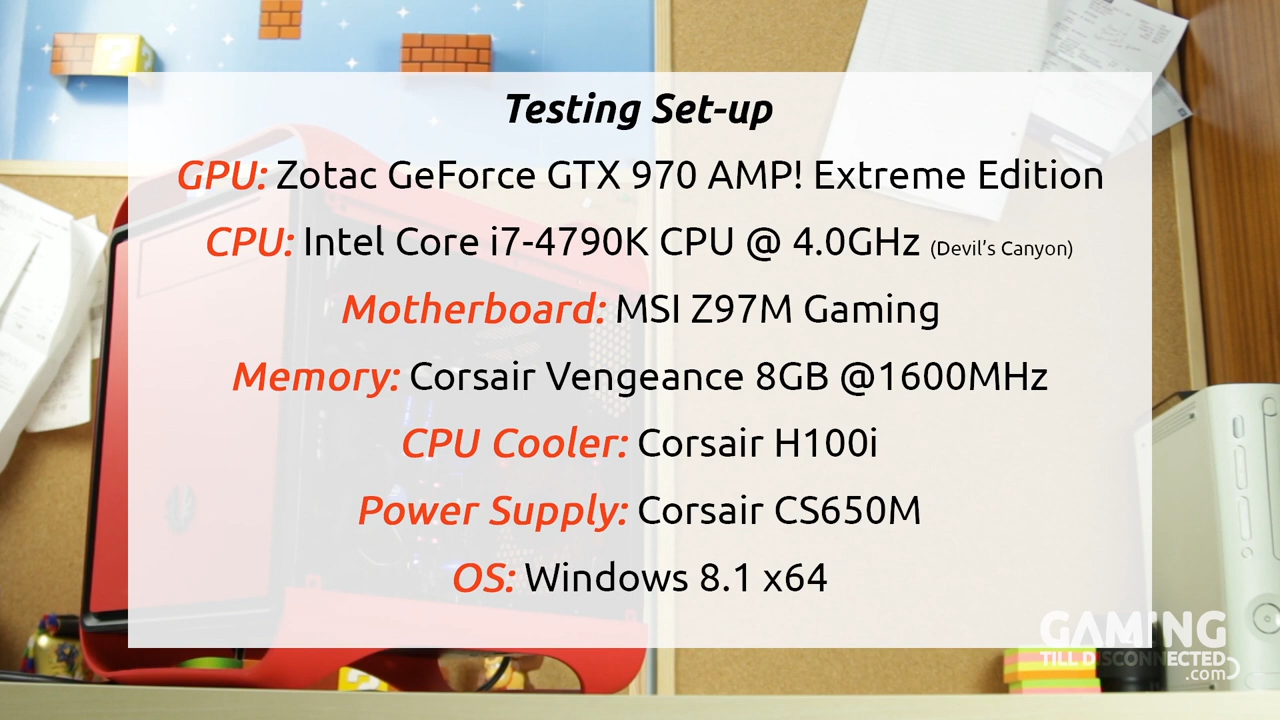 Testing Set-up
GPU: Zotac GeForce GTX 970 AMP! Extreme Edition
CPU: Intel Core i7-4790K CPU @ 4.0GHz (Devil's Canyon)
Motherboard: MSI Z97M Gaming
Memory: Corsair Vengeance 8GB @1600MHz
CPU Cooler: Corsair H100i
Power Supply: Corsair CS650M
OS: Windows 8.1 x64
GAMING
TILL DISCONNECTED
.com